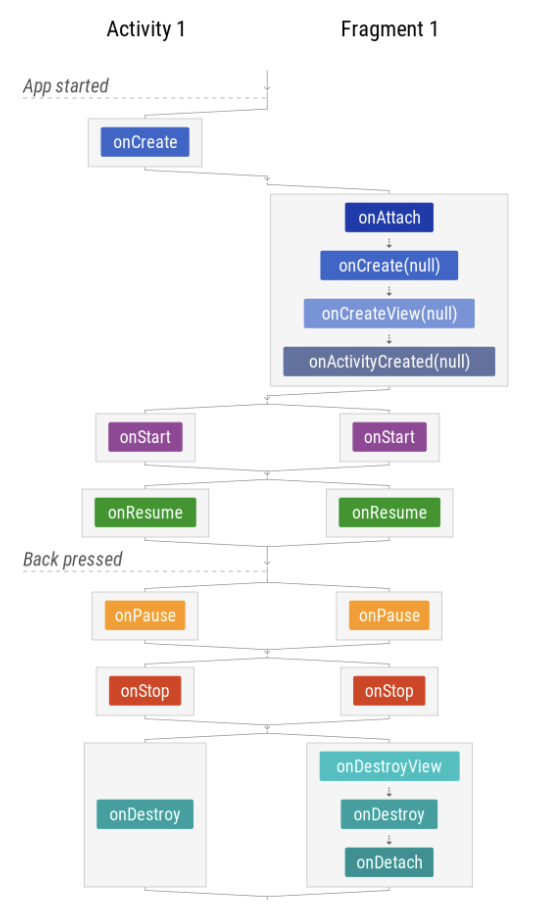 Activity 1 Fragment 1
App started
onCreate
onAttach
onCreate(null)
onCreateView(null)
onActivityCreated(null)
onStart onStart
onResume onResume
Back pressed
onPause onPause
onStop onStop
onDestroyView
onDestroy onDestroy
onDetach